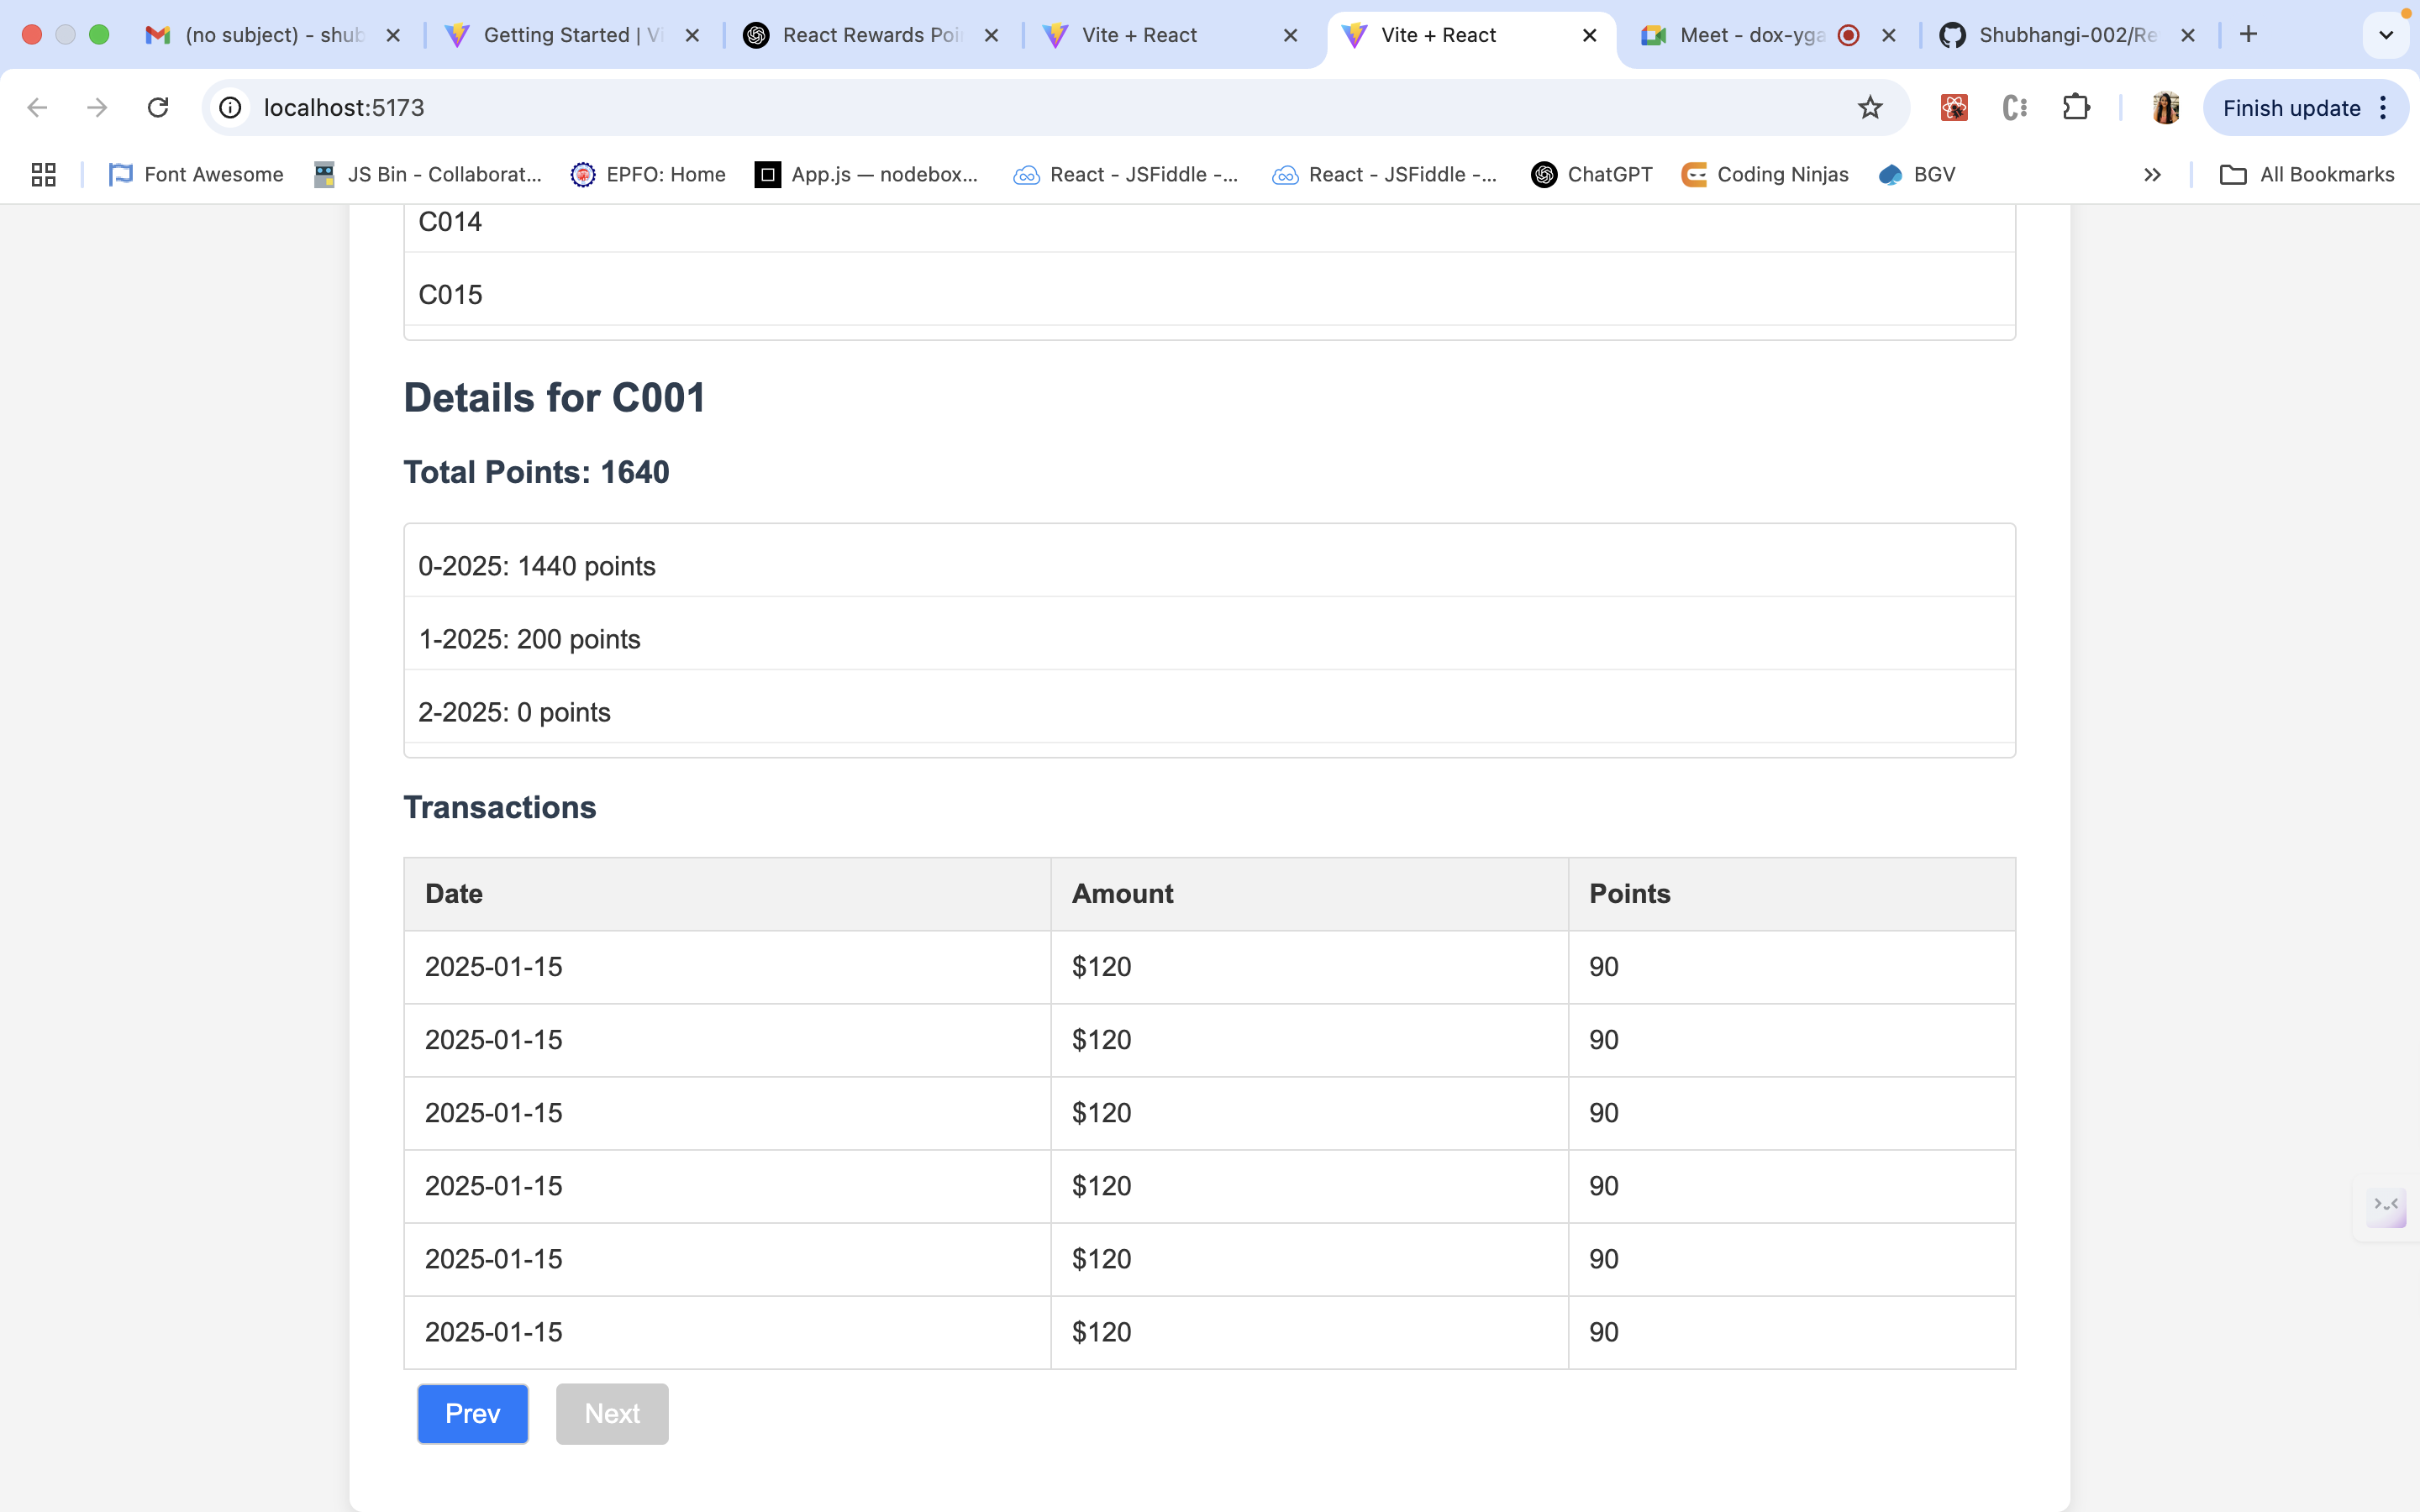 (no subject) - shub
Getting Started | Vi
React Rewards Poi
Vite + React
Vite + React
Meet - dox-yga
Shubhangi-002/Re
localhost:5173
Finish update
Font Awesome
JS Bin - Collaborat...
EPFO: Home
App.js — nodebox...
React - JSFiddle -...
React - JSFiddle -...
ChatGPT
Coding Ninjas
BGV
All Bookmarks
C014
C015
Details for C001
Total Points: 1640
0-2025: 1440 points
1-2025: 200 points
2-2025: 0 points
Transactions
Date Amount Points
2025-01-15 $120 90
2025-01-15 $120 90
2025-01-15 $120 90
2025-01-15 $120 90
2025-01-15 $120 90
2025-01-15 $120 90
Prev Next